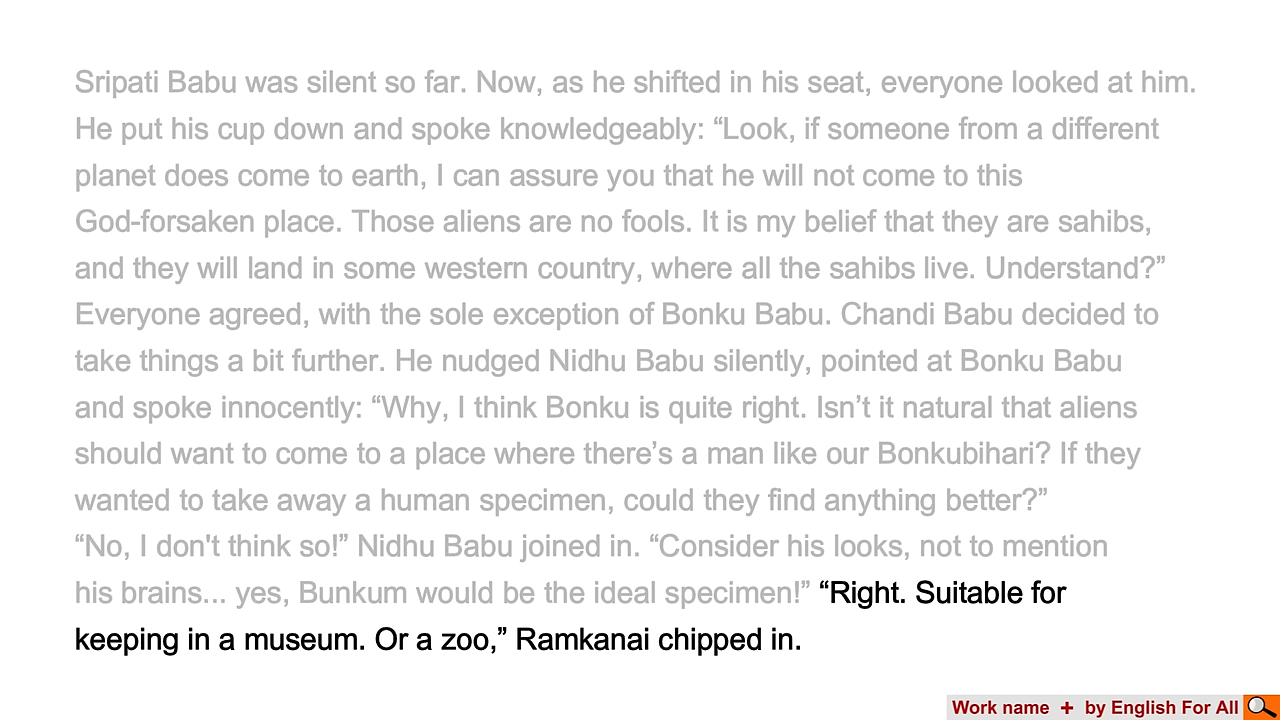 Sripati Babu was silent so far. Now, as he shifted in his seat, everyone looked at him.
He put his cup down and spoke knowledgeably: “Look, if someone from a different
planet does come to earth, I can assure you that he will not come to this
God-forsaken place. Those aliens are no fools. It is my belief that they are sahibs,
and they will land in some western country, where all the sahibs live. Understand?”
Everyone agreed, with the sole exception of Bonku Babu. Chandi Babu decided to
take things a bit further. He nudged Nidhu Babu silently, pointed at Bonku Babu
and spoke innocently: “Why, I think Bonku is quite right. Isn’t it natural that aliens
should want to come to a place where there’s a man like our Bonkubihari? If they
wanted to take away a human specimen, could they find anything better?”
“No, I don't think so!” Nidhu Babu joined in. “Consider his looks, not to mention
his brains... yes, Bunkum would be the ideal specimen!” “Right. Suitable for
keeping in a museum. Or a zoo,” Ramkanai chipped in.
Work name + by English For All